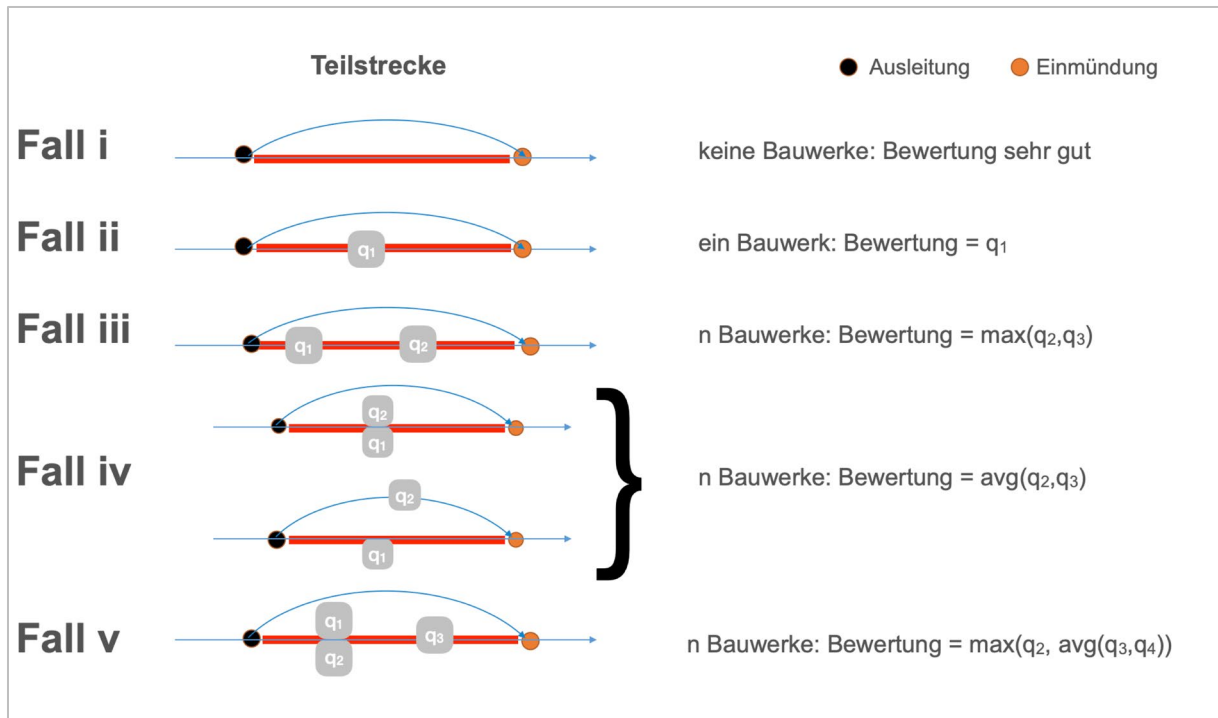 Teilstrecke
Ausleitung
Einmündung
Fall i
keine Bauwerke: Bewertung sehr gut
Fall ii
q₁
ein Bauwerk: Bewertung = q₁
Fall iii
q₁
q₂
n Bauwerke: Bewertung = max(q₂,q₃)
Fall iv
q₂
q₁
q₂
q₁
}
n Bauwerke: Bewertung = avg(q₂,q₃)
Fall v
q₁
q₂
q₃
n Bauwerke: Bewertung = max(q₂, avg(q₃,q₄))